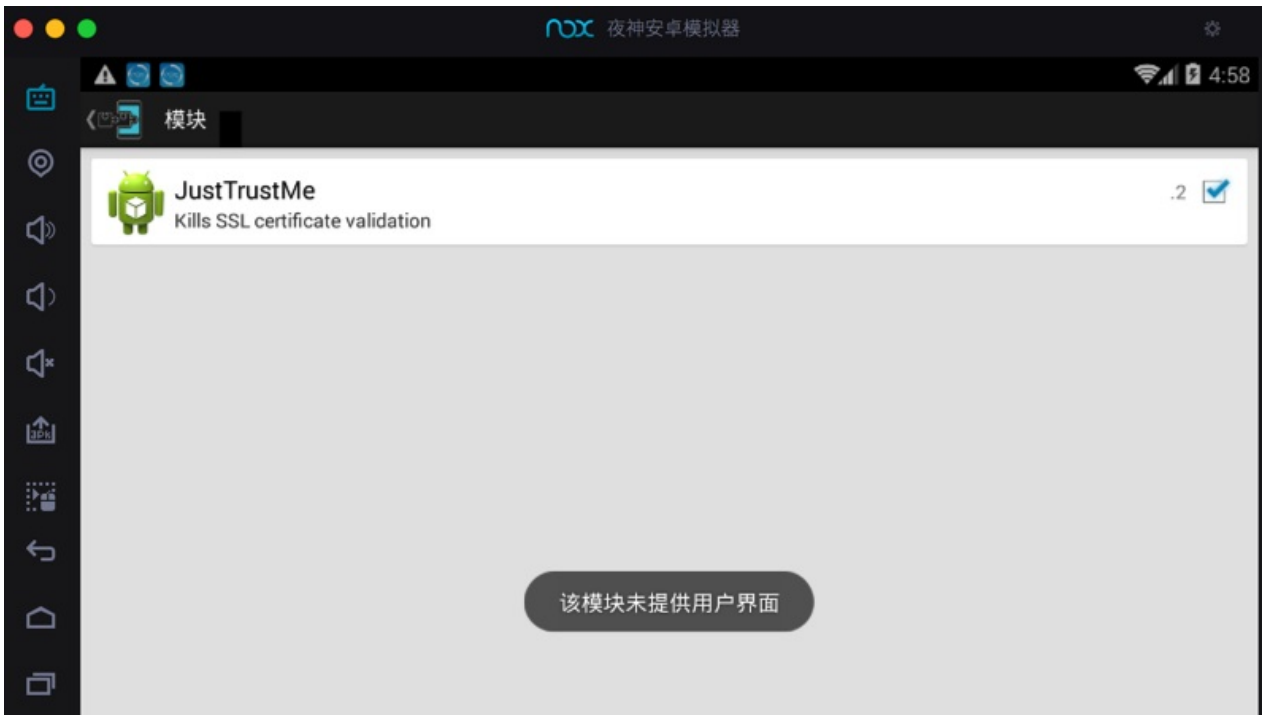 nox 夜神安卓模拟器
4:58
模块
JustTrustMe
.2
Kills SSL certificate validation
apk
该模块未提供用户界面